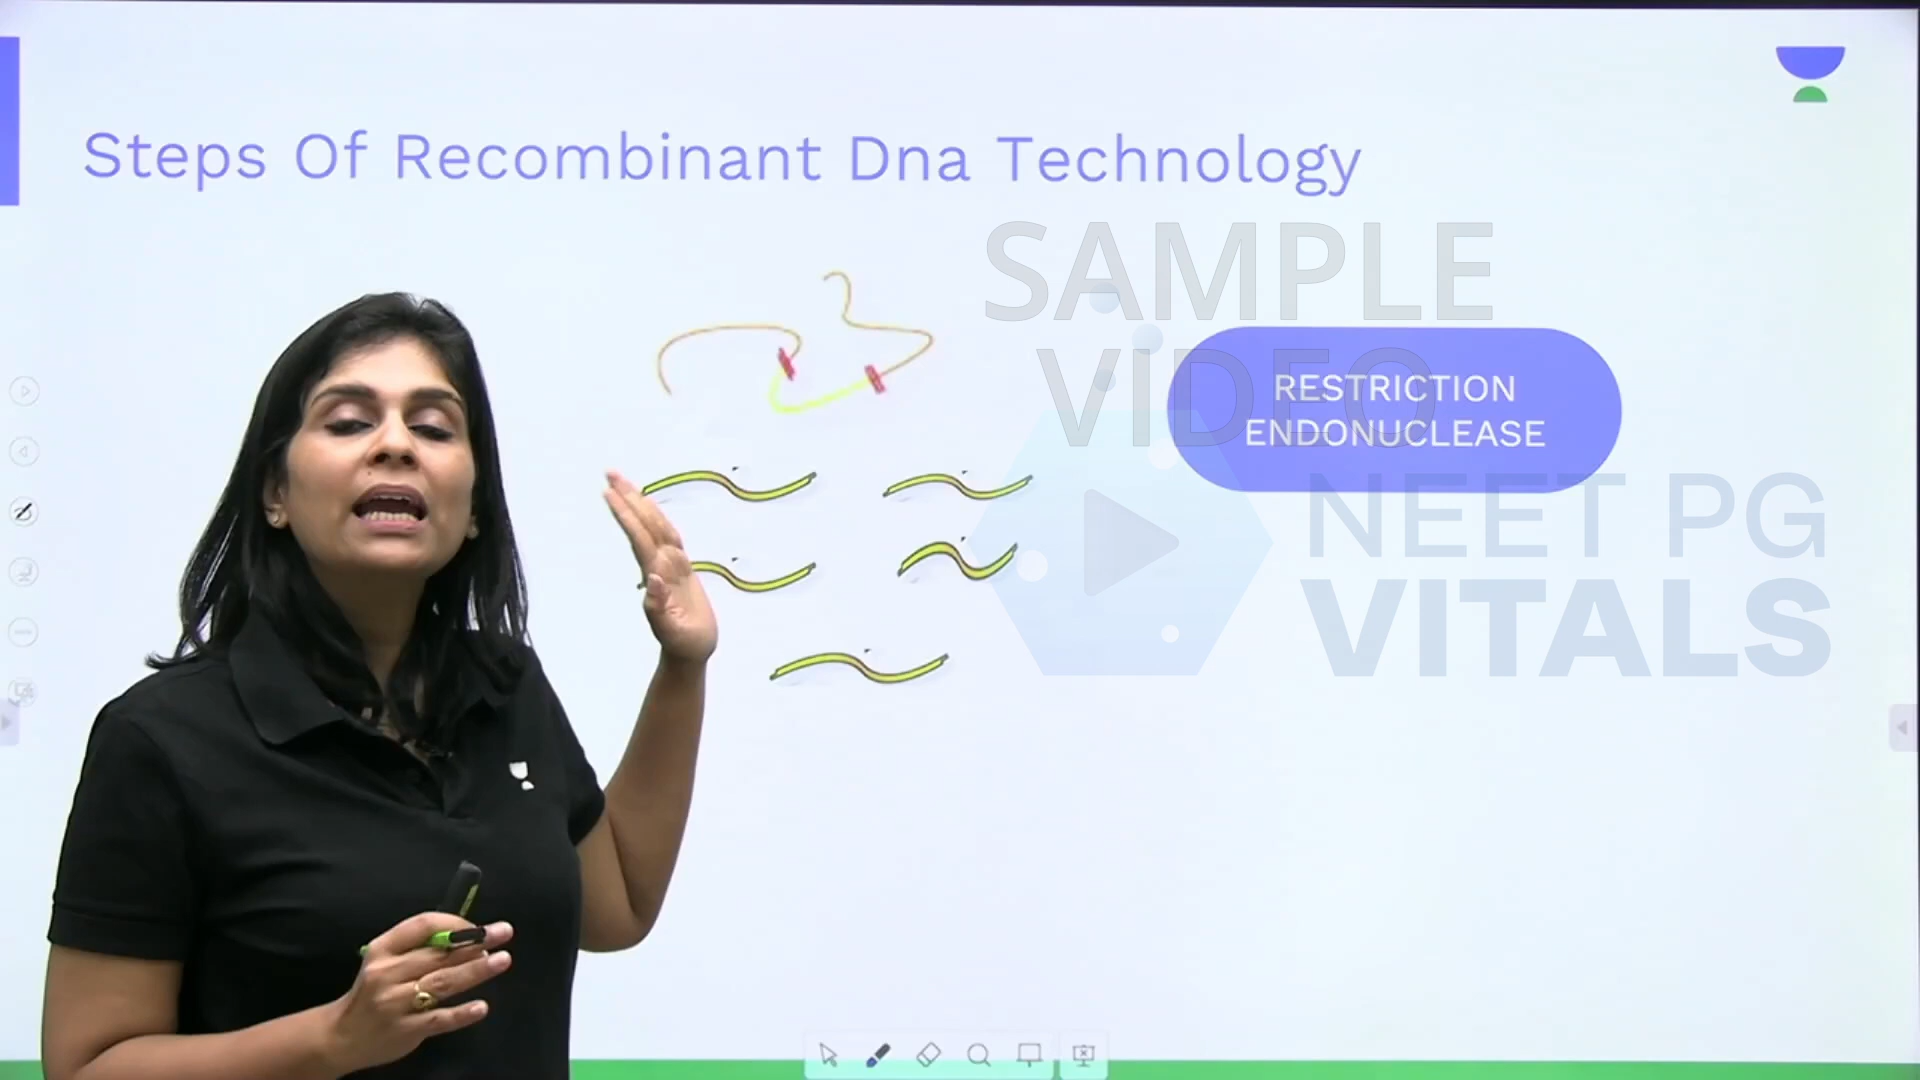 Steps Of Recombinant Dna Technology
SAMPLE
VIDEO
RESTRICTION
ENDONUCLEASE
NEET PG
VITALS